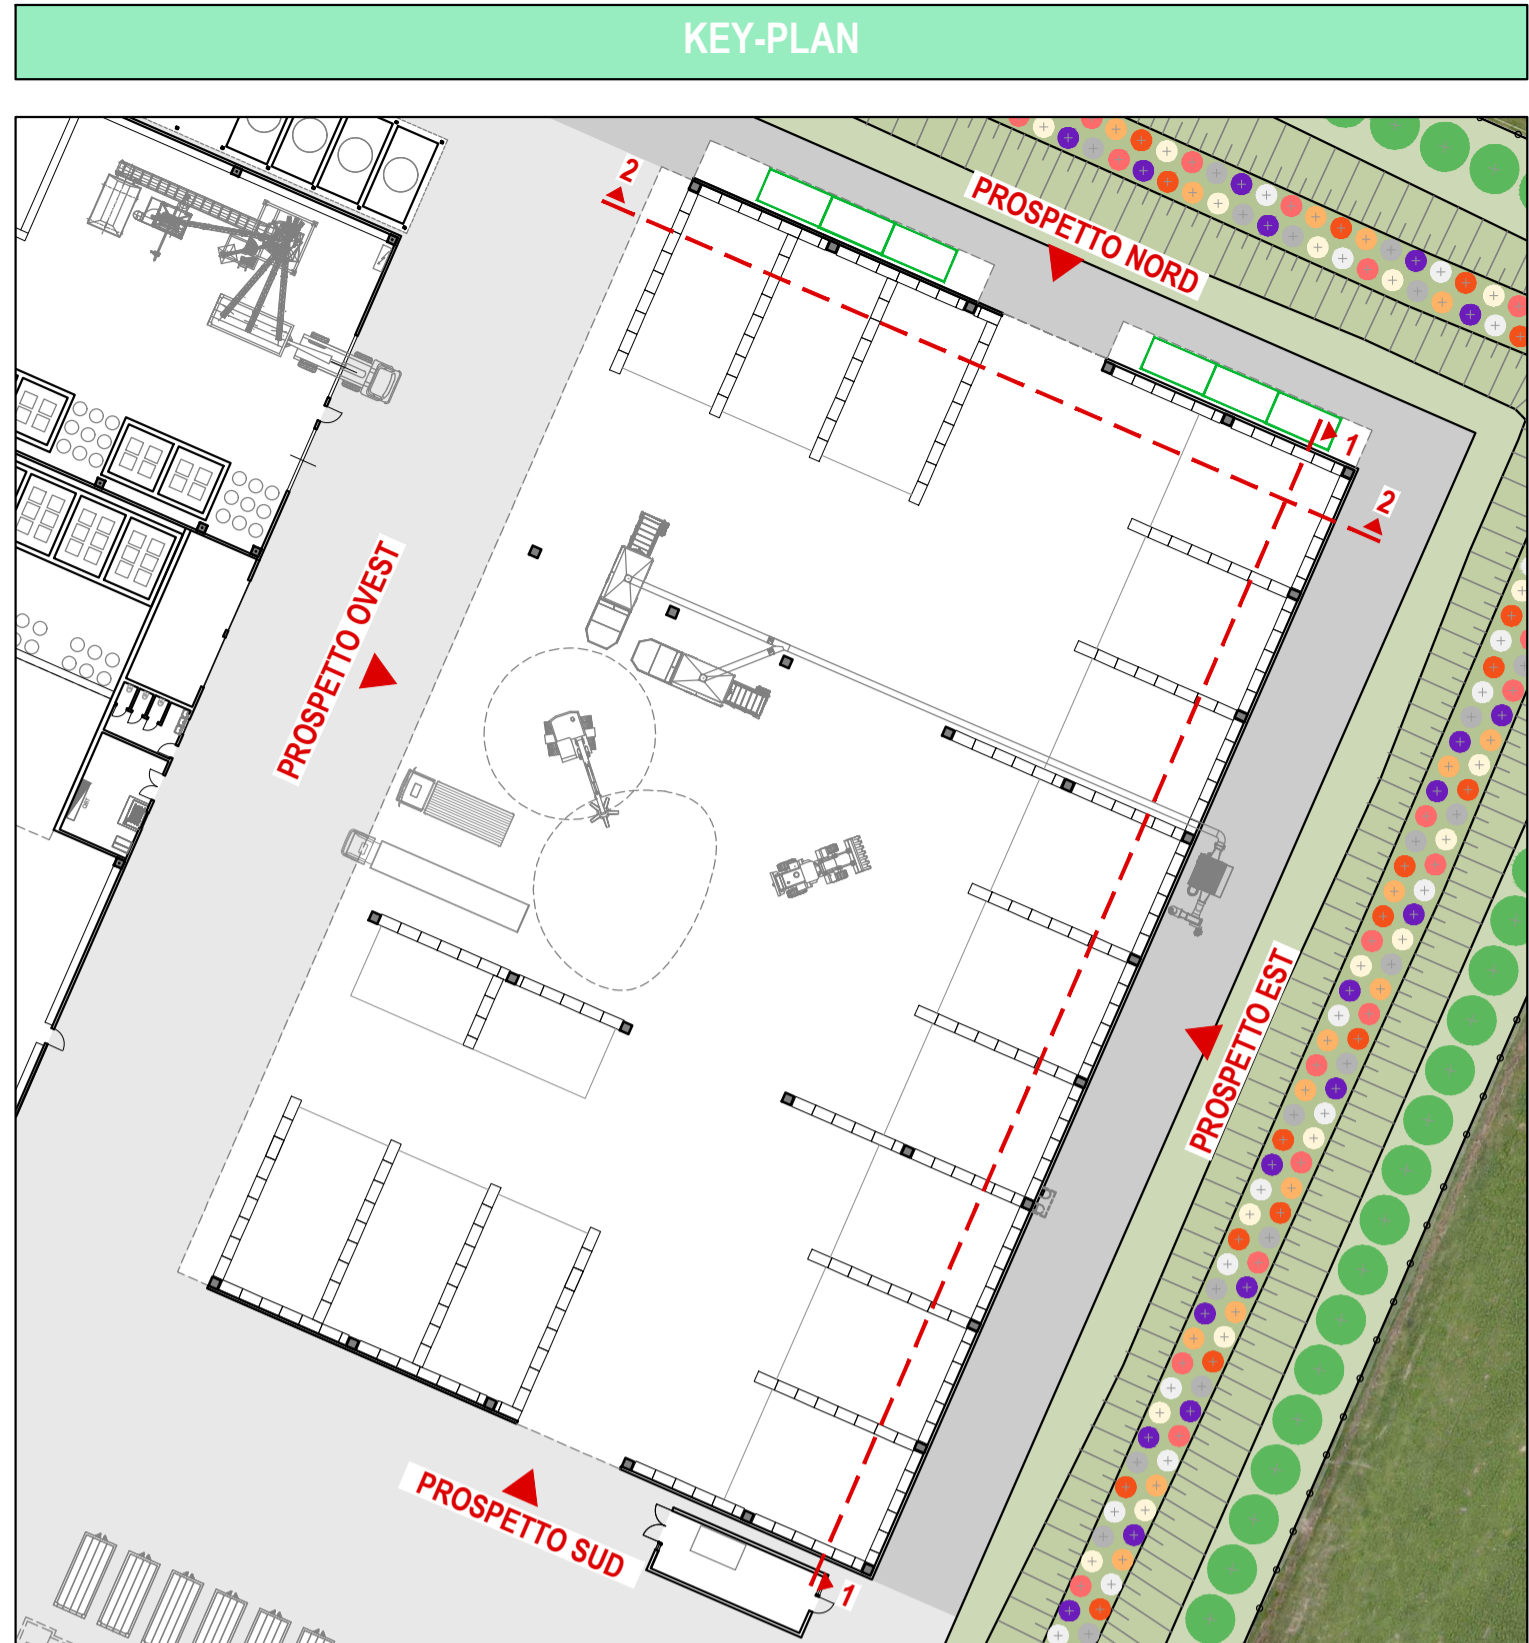 KEY-PLAN
2
PROSPETTO NORD
1
2
PROSPETTO OVEST
PROSPETTO EST
PROSPETTO SUD
1